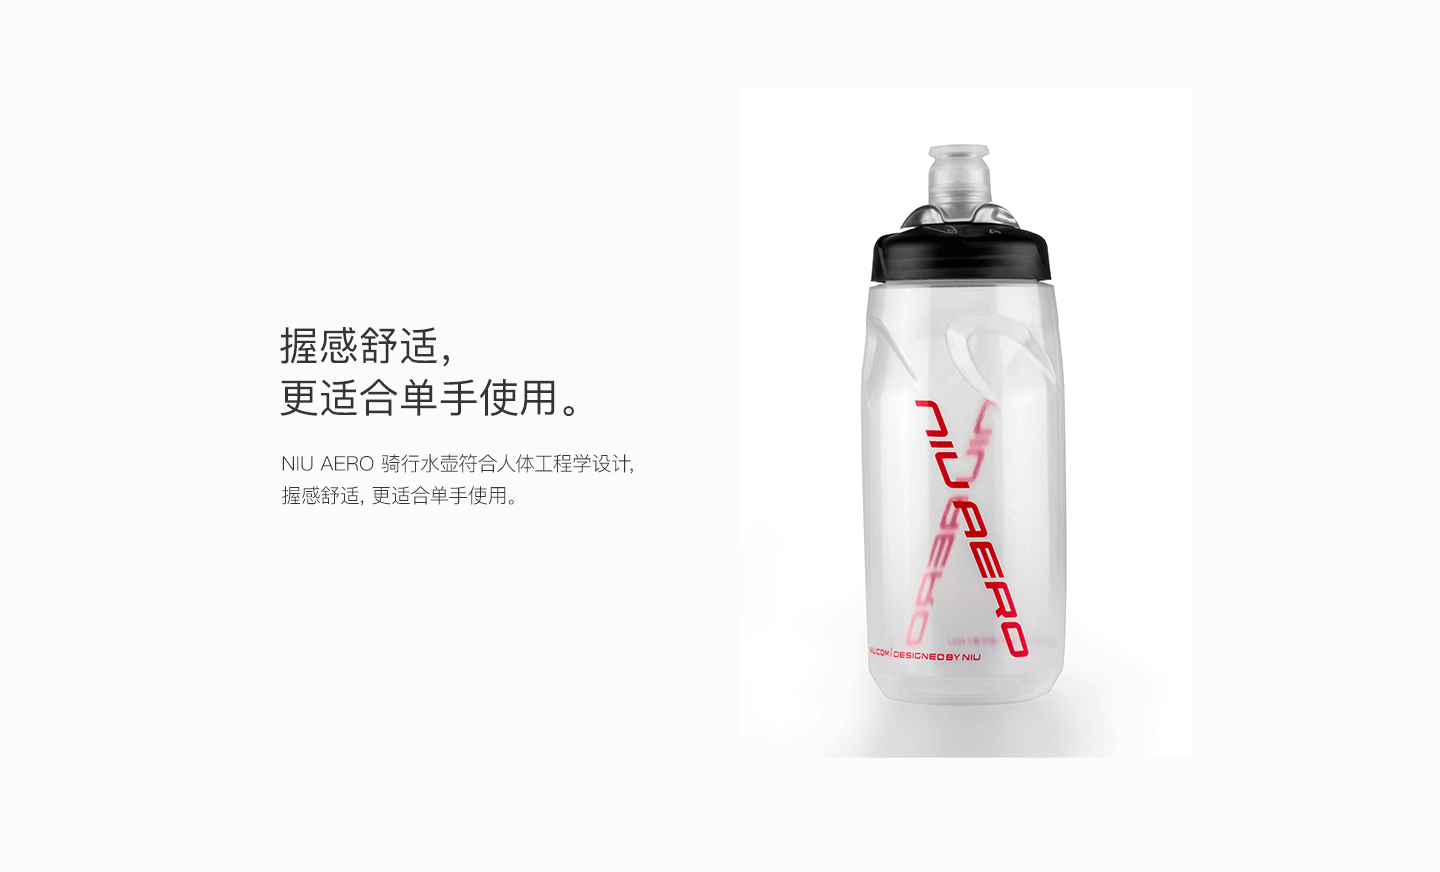 握感舒适，
更适合单手使用。
NIU AERO 骑行水壶符合人体工程学设计，
握感舒适，更适合单手使用。
NIU AERO
NIU.COM / DESIGNED BY NIU